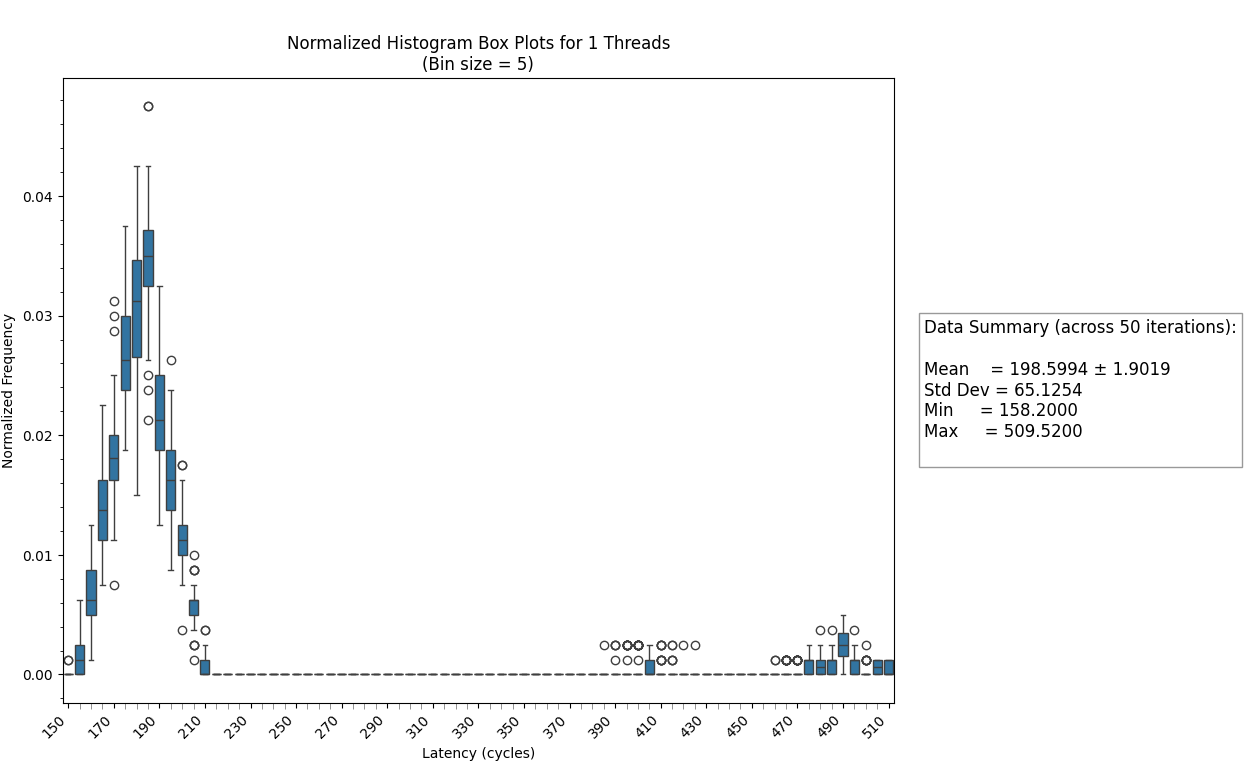 Normalized Histogram Box Plots for 1 Threads
(Bin size = 5)
Normalized Frequency
0.04
0.03
0.02
0.01
0.00
150 170 190 210 230 250 270 290 310 330 350 370 390 410 430 450 470 490 510
Latency (cycles)
Data Summary (across 50 iterations):
Mean = 198.5994 ± 1.9019
Std Dev = 65.1254
Min = 158.2000
Max = 509.5200